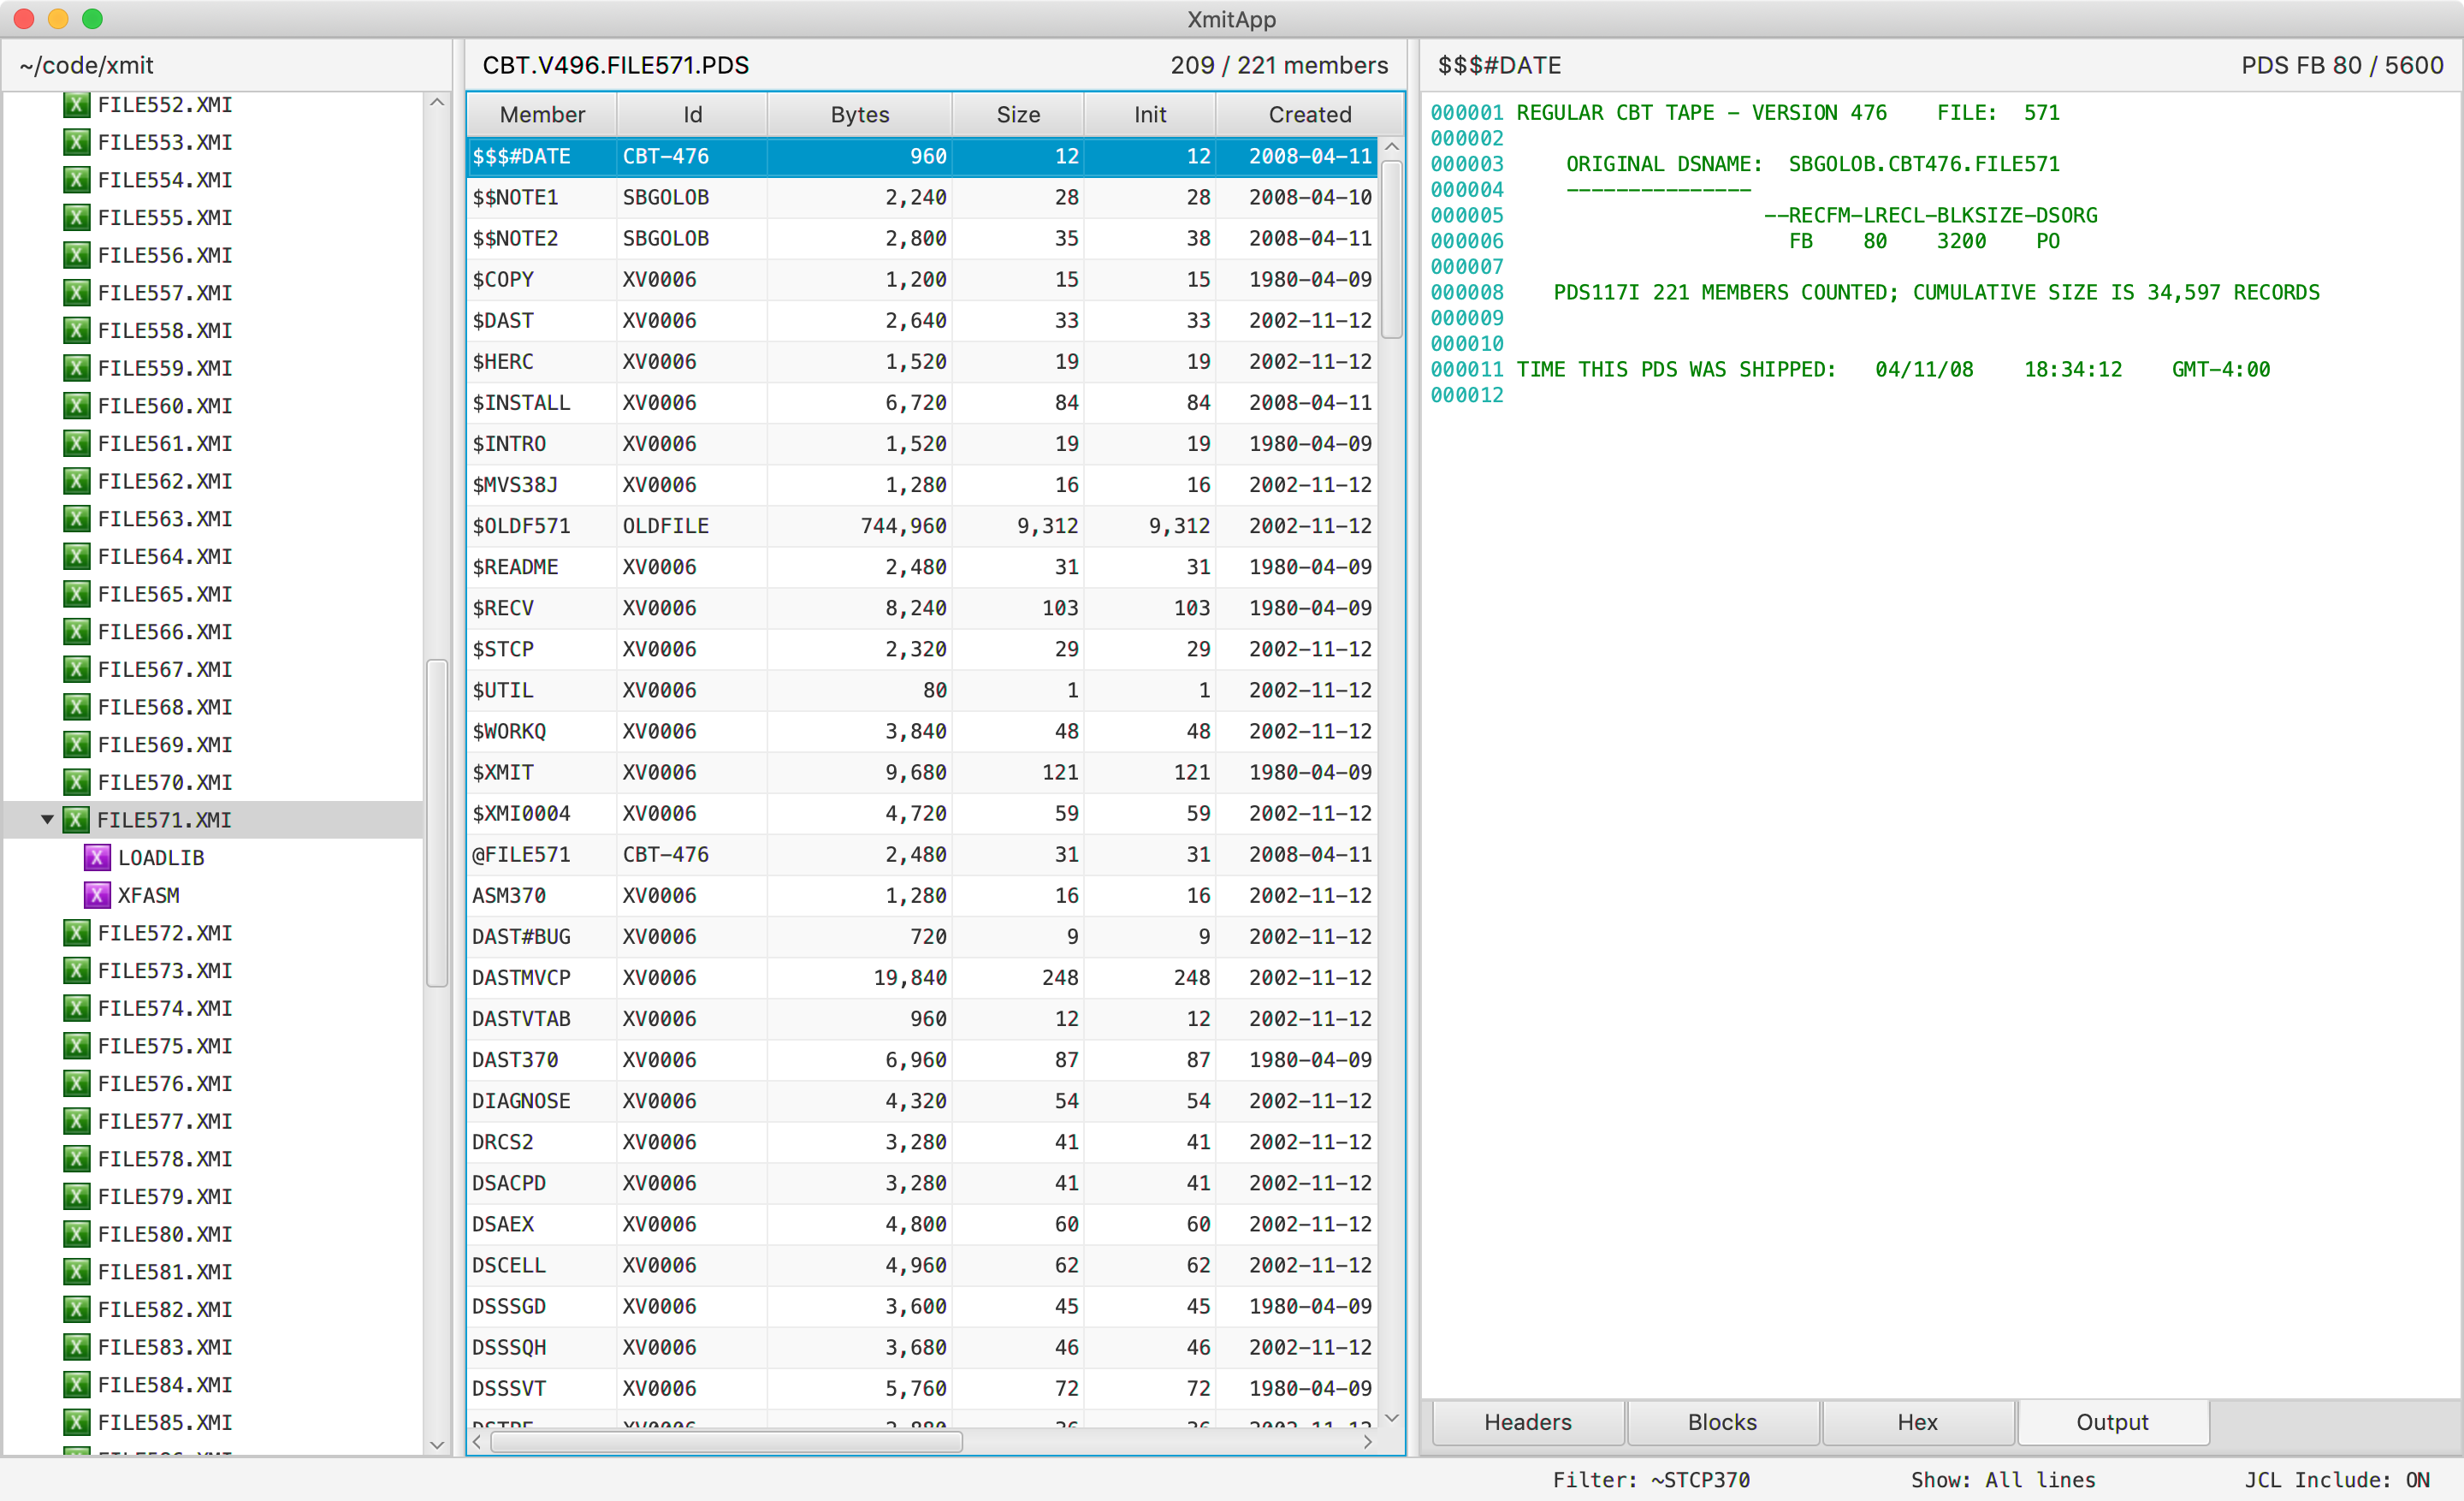 XmitApp
~/code/xmit
FILE552.XMI
FILE553.XMI
FILE554.XMI
FILE555.XMI
FILE556.XMI
FILE557.XMI
FILE558.XMI
FILE559.XMI
FILE560.XMI
FILE561.XMI
FILE562.XMI
FILE563.XMI
FILE564.XMI
FILE565.XMI
FILE566.XMI
FILE567.XMI
FILE568.XMI
FILE569.XMI
FILE570.XMI
FILE571.XMI
LOADLIB
XFASM
FILE572.XMI
FILE573.XMI
FILE574.XMI
FILE575.XMI
FILE576.XMI
FILE577.XMI
FILE578.XMI
FILE579.XMI
FILE580.XMI
FILE581.XMI
FILE582.XMI
FILE583.XMI
FILE584.XMI
FILE585.XMI
CBT.V496.FILE571.PDS 209 / 221 members
Member Id Bytes Size Init Created
$$$#DATE CBT-476 960 12 12 2008-04-11
$$NOTE1 SBGOLOB 2,240 28 28 2008-04-10
$$NOTE2 SBGOLOB 2,800 35 38 2008-04-11
$COPY XV0006 1,200 15 15 1980-04-09
$DAST XV0006 2,640 33 33 2002-11-12
$HERC XV0006 1,520 19 19 2002-11-12
$INSTALL XV0006 6,720 84 84 2008-04-11
$INTRO XV0006 1,520 19 19 1980-04-09
$MVS38J XV0006 1,280 16 16 2002-11-12
$OLDF571 OLDFILE 744,960 9,312 9,312 2002-11-12
$README XV0006 2,480 31 31 1980-04-09
$RECV XV0006 8,240 103 103 1980-04-09
$STCP XV0006 2,320 29 29 2002-11-12
$UTIL XV0006 80 1 1 2002-11-12
$WORKQ XV0006 3,840 48 48 2002-11-12
$XMIT XV0006 9,680 121 121 1980-04-09
$XMI0004 XV0006 4,720 59 59 2002-11-12
@FILE571 CBT-476 2,480 31 31 2008-04-11
ASM370 XV0006 1,280 16 16 2002-11-12
DAST#BUG XV0006 720 9 9 2002-11-12
DASTMVCP XV0006 19,840 248 248 2002-11-12
DASTVTAB XV0006 960 12 12 2002-11-12
DAST370 XV0006 6,960 87 87 1980-04-09
DIAGNOSE XV0006 4,320 54 54 2002-11-12
DRCS2 XV0006 3,280 41 41 2002-11-12
DSACPD XV0006 3,280 41 41 2002-11-12
DSAEX XV0006 4,800 60 60 2002-11-12
DSCELL XV0006 4,960 62 62 2002-11-12
DSSSGD XV0006 3,600 45 45 1980-04-09
DSSSQH XV0006 3,680 46 46 2002-11-12
DSSSVT XV0006 5,760 72 72 1980-04-09
$$$#DATE PDS FB 80 / 5600
000001 REGULAR CBT TAPE - VERSION 476 FILE: 571
000002
000003 ORIGINAL DSNAME: SBGOLOB.CBT476.FILE571
000004 ---------------
000005 --RECFM-LRECL-BLKSIZE-DSORG
000006 FB 80 3200 PO
000007
000008 PDS117I 221 MEMBERS COUNTED; CUMULATIVE SIZE IS 34,597 RECORDS
000009
000010
000011 TIME THIS PDS WAS SHIPPED: 04/11/08 18:34:12 GMT-4:00
000012
Headers Blocks Hex Output
Filter: ~STCP370 Show: All lines JCL Include: ON